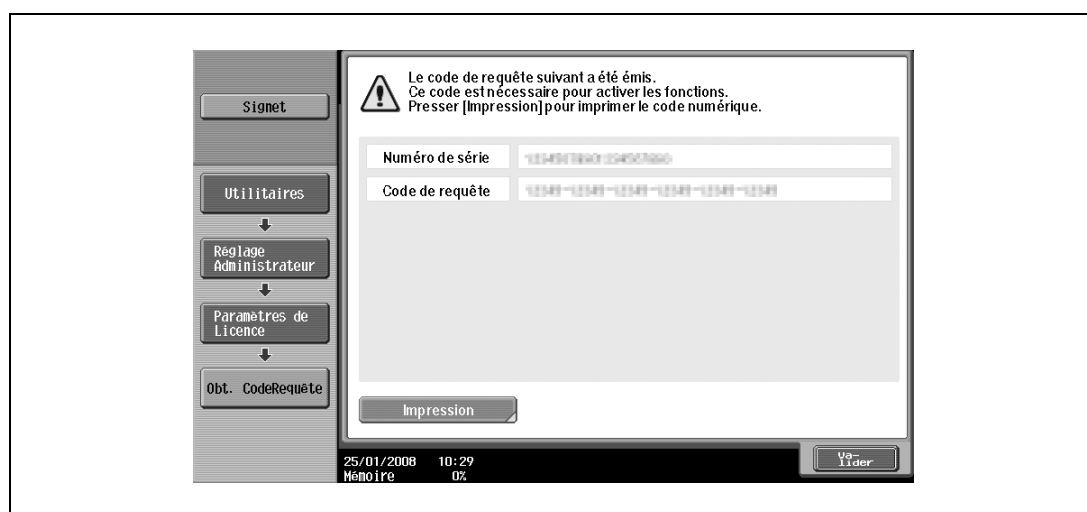 Signet
Utilitaires
Réglage
Administrateur
Paramètres de
Licence
Obt. CodeRequête
Le code de requête suivant a été émis.
Ce code est nécessaire pour activer les fonctions.
Presser [Impression] pour imprimer le code numérique.
Numéro de série
Code de requête
Impression
25/01/2008 10:29
Mémoire 0%
Va-
lider